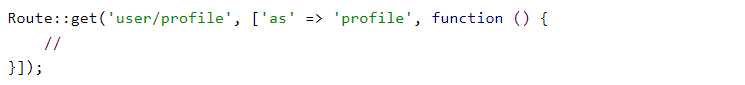 Route::get('user/profile', ['as' => 'profile', function () {
    //
}]);